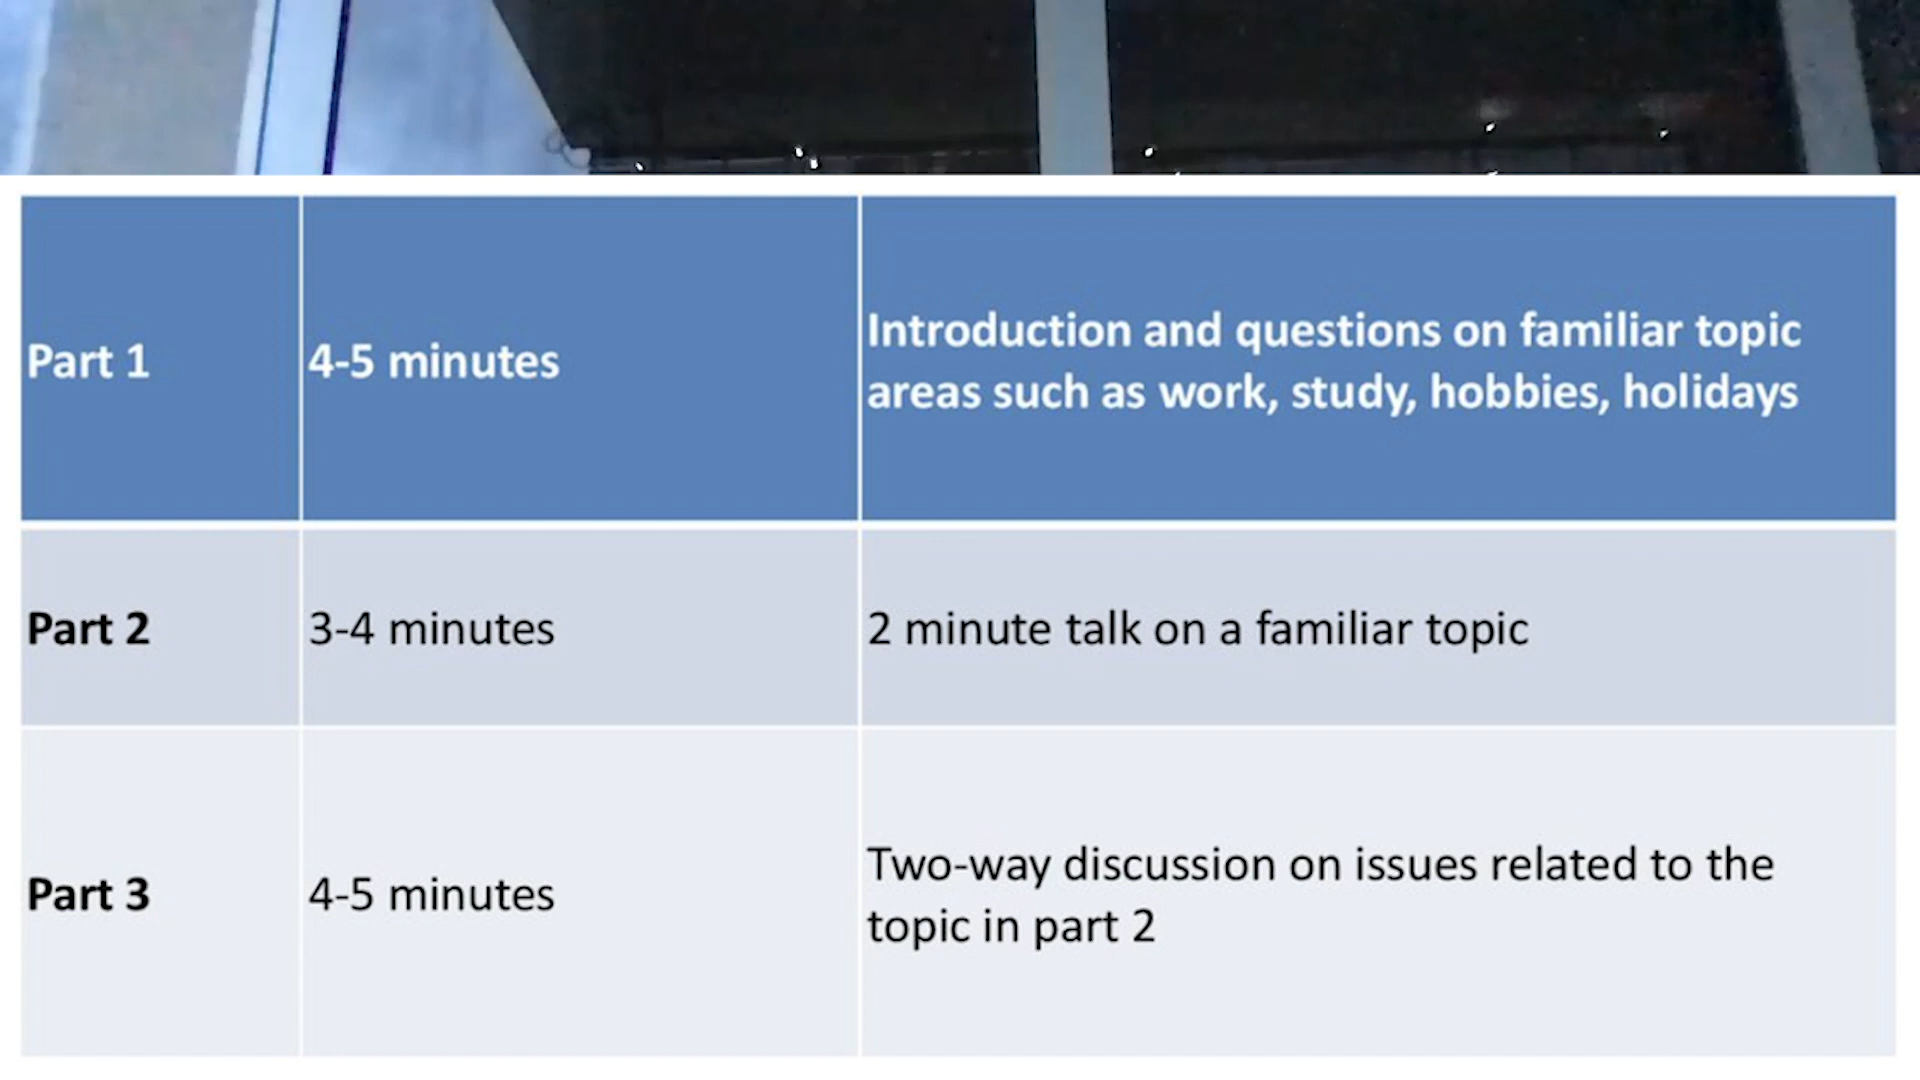 Part 1
4-5 minutes
Introduction and questions on familiar topic
areas such as work, study, hobbies, holidays
Part 2
3-4 minutes
2 minute talk on a familiar topic
Part 3
4-5 minutes
Two-way discussion on issues related to the
topic in part 2